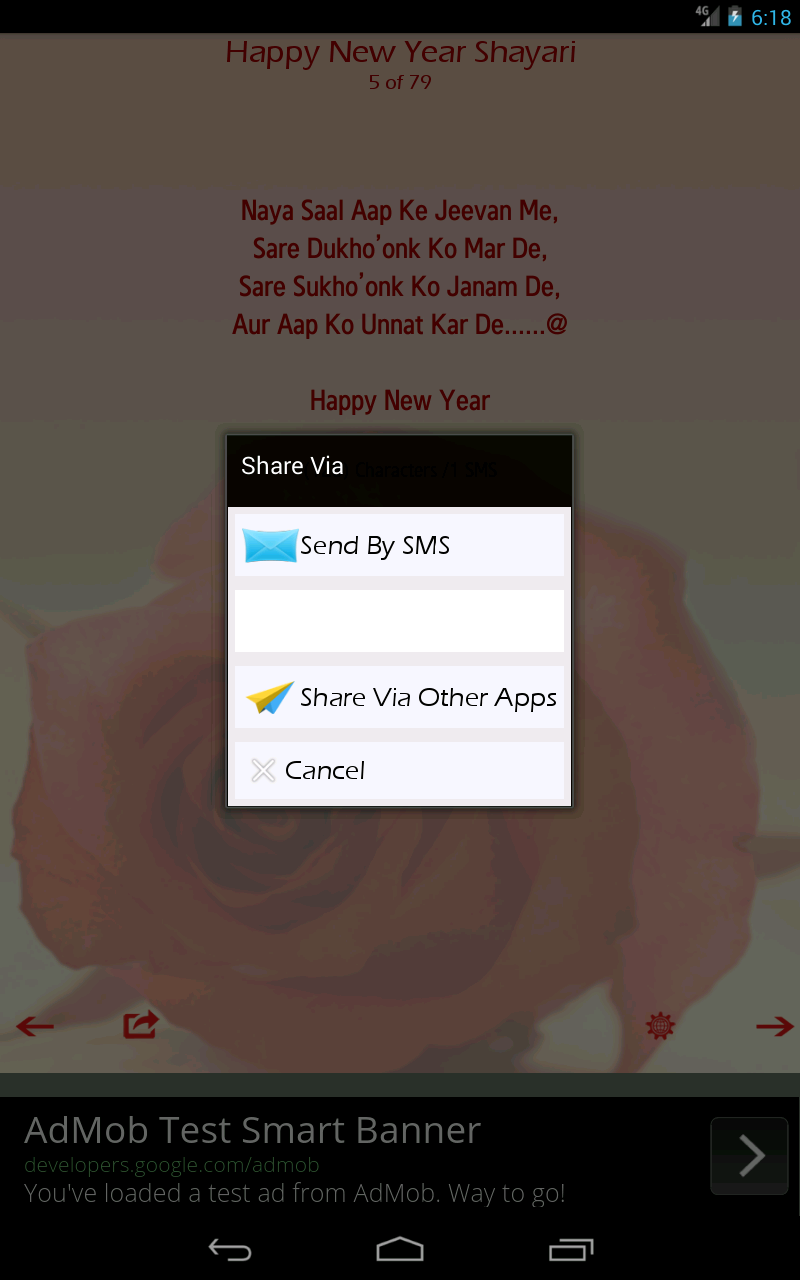 4G 6:18
Happy New Year Shayari
5 of 79
Naya Saal Aap Ke Jeevan Me,
Sare Dukho'onk Ko Mar De,
Sare Sukho'onk Ko Janam De,
Aur Aap Ko Unnat Kar De......@
Happy New Year
Characters /1 SMS
Share Via
Send By SMS
Share Via Other Apps
Cancel
AdMob Test Smart Banner
developers.google.com/admob
You've loaded a test ad from AdMob. Way to go!